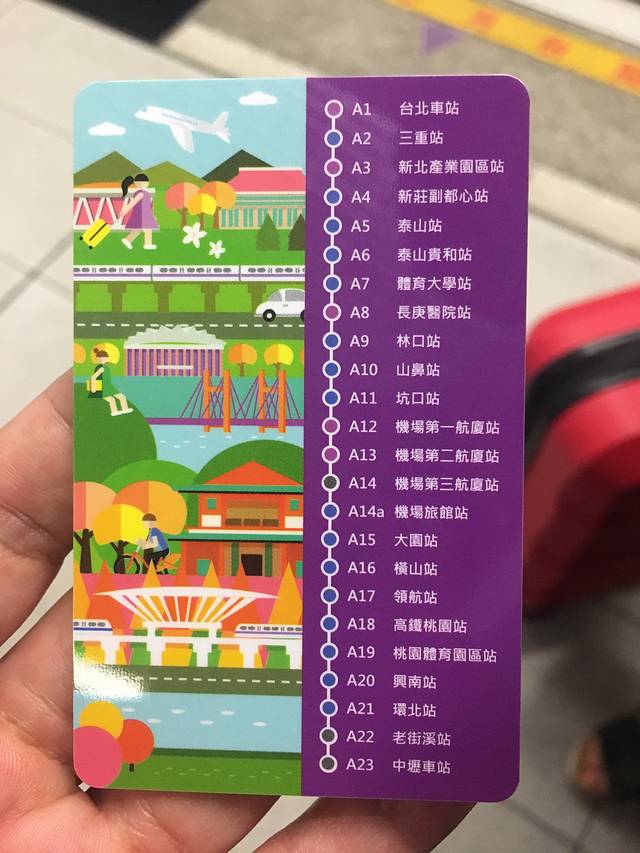 A1 台北車站
A2 三重站
A3 新北產業園區站
A4 新莊副都心站
A5 泰山站
A6 泰山貴和站
A7 體育大學站
A8 長庚醫院站
A9 林口站
A10 山鼻站
A11 坑口站
A12 機場第一航廈站
A13 機場第二航廈站
A14 機場第三航廈站
A14a 機場旅館站
A15 大園站
A16 橫山站
A17 領航站
A18 高鐵桃園站
A19 桃園體育園區站
A20 興南站
A21 環北站
A22 老街溪站
A23 中壢車站